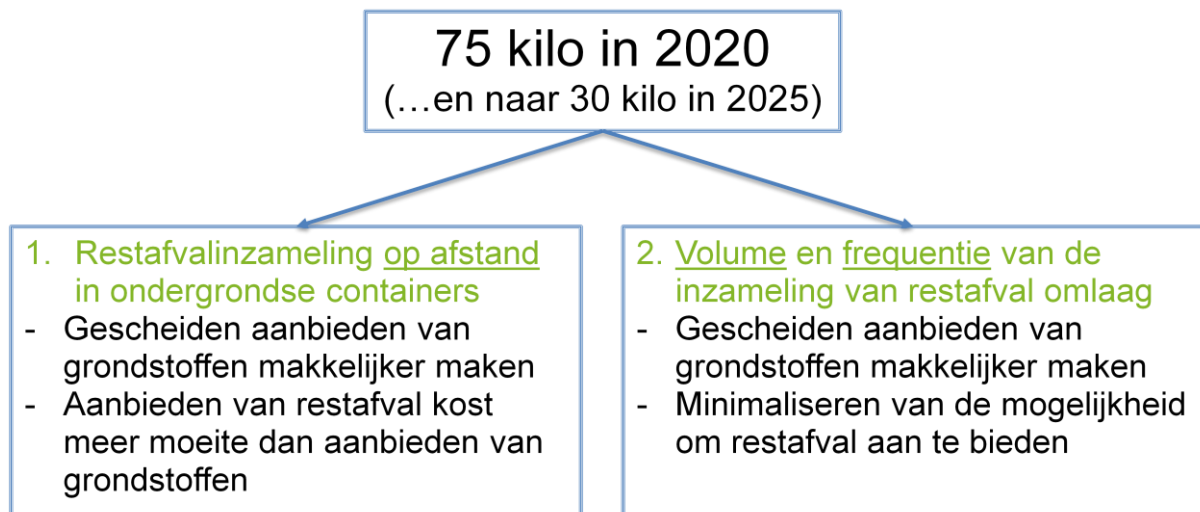 75 kilo in 2020
(...en naar 30 kilo in 2025)
1. Restafvalinzameling op afstand
in ondergrondse containers
- Gescheiden aanbieden van
grondstoffen makkelijker maken
- Aanbieden van restafval kost
meer moeite dan aanbieden van
grondstoffen
2. Volume en frequentie van de
inzameling van restafval omlaag
- Gescheiden aanbieden van
grondstoffen makkelijker maken
- Minimaliseren van de mogelijkheid
om restafval aan te bieden